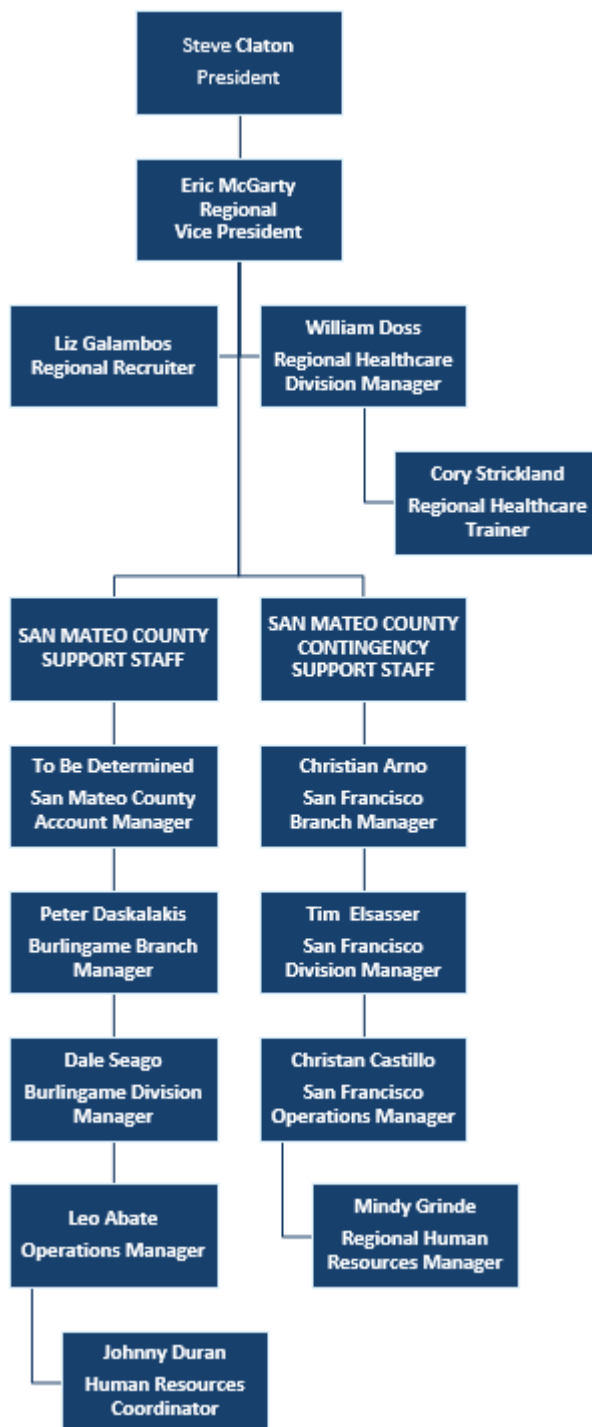 Steve Claton
President
Eric McGarty
Regional
Vice President
Liz Galambos
Regional Recruiter
William Doss
Regional Healthcare
Division Manager
Cory Strickland
Regional Healthcare
Trainer
SAN MATEO COUNTY
SUPPORT STAFF
SAN MATEO COUNTY
CONTINGENCY
SUPPORT STAFF
To Be Determined
San Mateo County
Account Manager
Christian Arno
San Francisco
Branch Manager
Peter Daskalakis
Burlingame Branch
Manager
Tim Elsasser
San Francisco
Division Manager
Dale Seago
Burlingame Division
Manager
Christan Castillo
San Francisco
Operations Manager
Leo Abate
Operations Manager
Mindy Grinde
Regional Human
Resources Manager
Johnny Duran
Human Resources
Coordinator